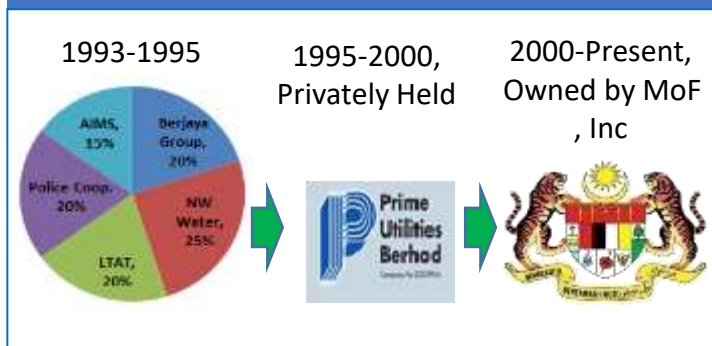 1993-1995
AIMS,
15%
Berjaya
Group,
20%
Police Coop.
20%
NW
Water,
25%
LTAT,
20%
1995-2000,
Privately Held
Prime
Utilities
Berhad
2000-Present,
Owned by MoF
, Inc